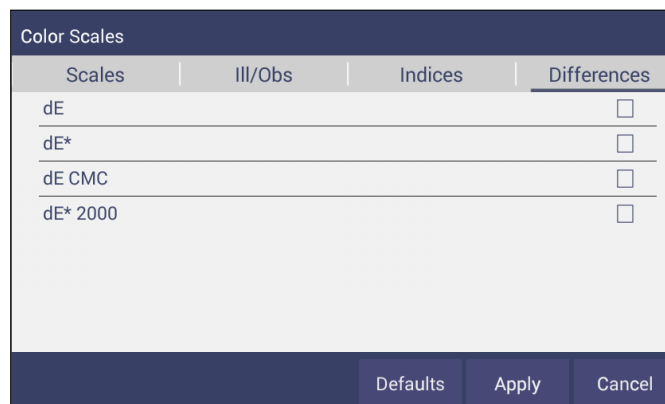 Color Scales
Scales Ill/Obs Indices Differences
dE
dE*
dE CMC
dE* 2000
Defaults Apply Cancel